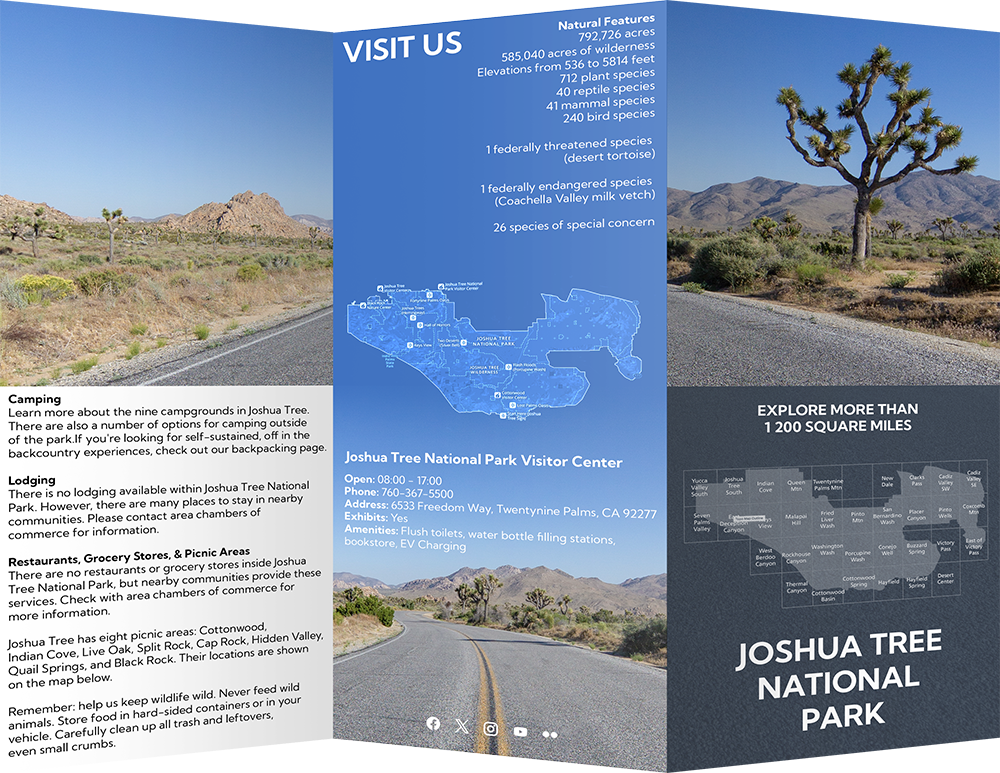 Camping
Learn more about the nine campgrounds in Joshua Tree.
There are also a number of options for camping outside
of the park.If you're looking for self-sustained, off in the
backcountry experiences, check out our backpacking page.
Lodging
There is no lodging available within Joshua Tree National
Park. However, there are many places to stay in nearby
communities. Please contact area chambers of
commerce for information.
Restaurants, Grocery Stores, & Picnic Areas
There are no restaurants or grocery stores inside Joshua
Tree National Park, but nearby communities provide these
services. Check with area chambers of commerce for
more information.
Joshua Tree has eight picnic areas: Cottonwood,
Indian Cove, Live Oak, Split Rock, Cap Rock, Hidden Valley,
Quail Springs, and Black Rock. Their locations are shown
on the map below.
Remember: help us keep wildlife wild. Never feed wild
animals. Store food in hard-sided containers or in your
vehicle. Carefully clean up all trash and leftovers,
even small crumbs.
VISIT US
Natural Features
792,726 acres
585,040 acres of wilderness
Elevations from 536 to 5814 feet
712 plant species
40 reptile species
41 mammal species
240 bird species
1 federally threatened species
(desert tortoise)
1 federally endangered species
(Coachella Valley milk vetch)
26 species of special concern
Joshua Tree National
Park Visitor Center
Keys View
JOSHUA TREE
NATIONAL PARK
JOSHUA TREE
WILDERNESS
Cottonwood
Visitor Center
Joshua Tree National Park Visitor Center
Open: 08:00 - 17:00
Phone: 760-367-5500
Address: 6533 Freedom Way, Twentynine Palms, CA 92277
Exhibits: Yes
Amenities: Flush toilets, water bottle filling stations,
bookstore, EV Charging
EXPLORE MORE THAN
1 200 SQUARE MILES
Yucca
Valley
South
Joshua
Tree
South
Indian
Cove
Queen
Mtn
Twentynine
Palms Mtn
New
Dale
Clarks
Pass
Cadiz
Valley
SW
Cadiz
Valley
SE
Seven
Palms
Valley
Malapai
Hill
Fried
Liver
Wash
Pinto
Mtn
San
Bernardino
Wash
Placer
Canyon
Pinto
Wells
Coxcomb
Mtn
West
Berdoo
Canyon
Rockhouse
Canyon
Washington
Wash
Porcupine
Wash
Conejo
Well
Buzzard
Spring
Victory
Pass
East of
Victory
Pass
Thermal
Canyon
Cottonwood
Basin
Cottonwood
Spring
Hayfield
Hayfield
Spring
Desert
Center
JOSHUA TREE
NATIONAL
PARK